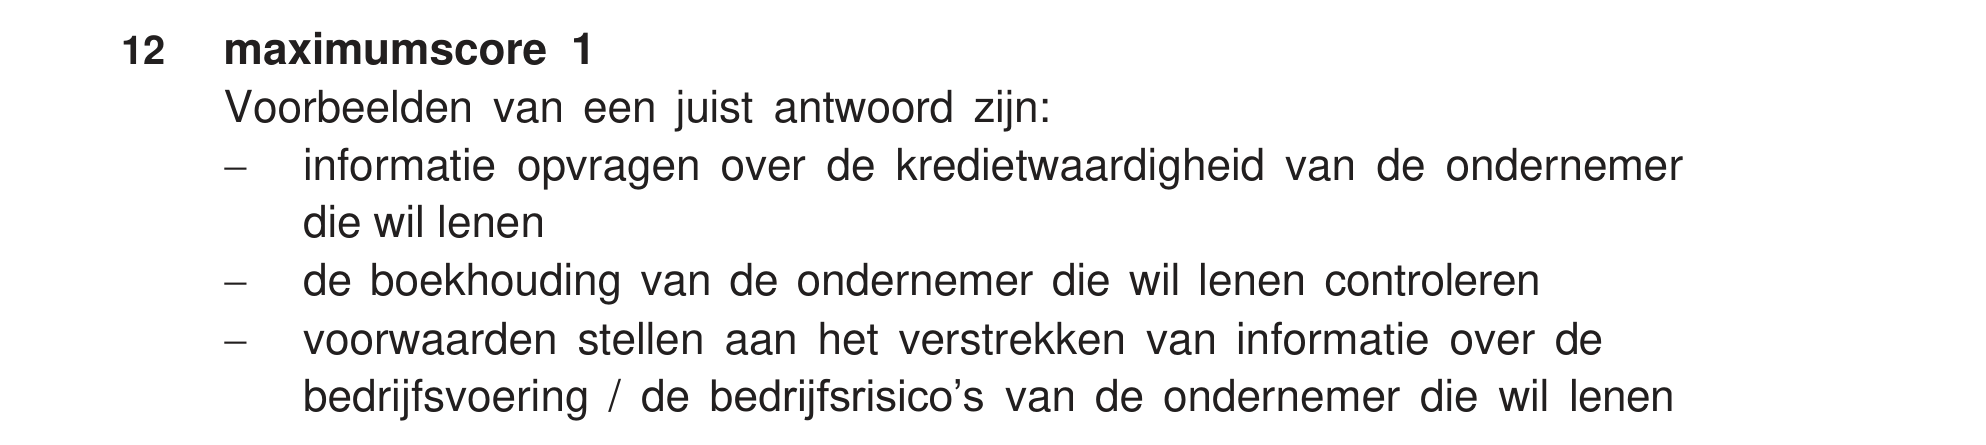 12 maximumscore 1
Voorbeelden van een juist antwoord zijn:
– informatie opvragen over de kredietwaardigheid van de ondernemer
die wil lenen
– de boekhouding van de ondernemer die wil lenen controleren
– voorwaarden stellen aan het verstrekken van informatie over de
bedrijfsvoering / de bedrijfsrisico’s van de ondernemer die wil lenen